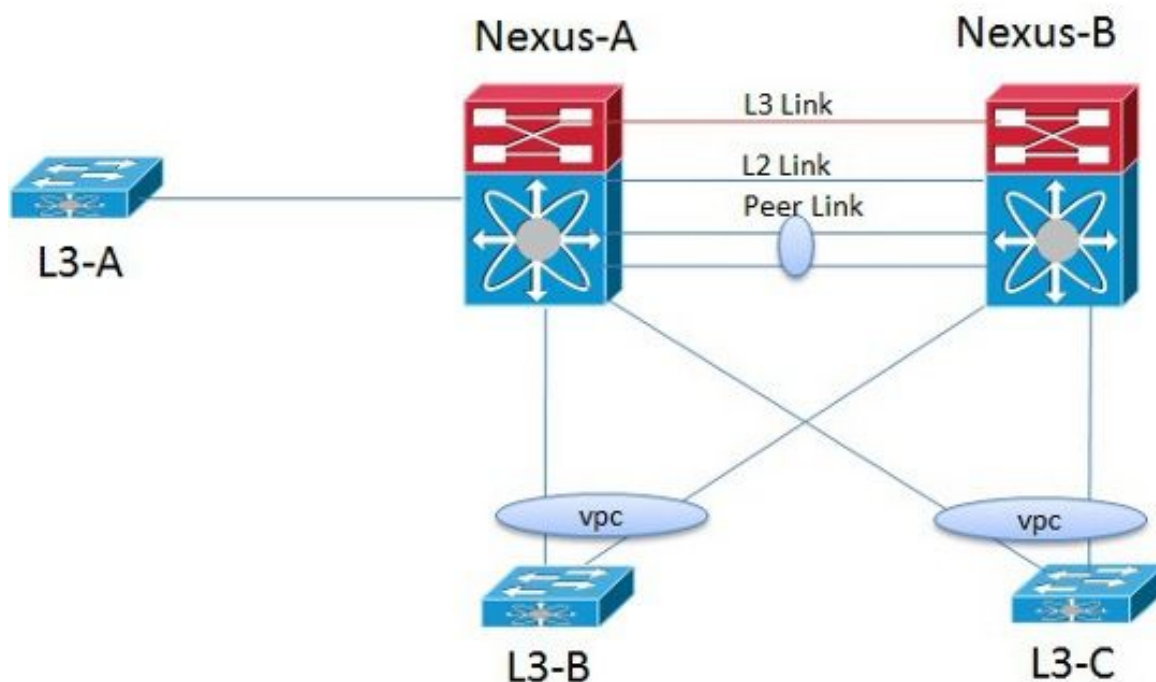 Nexus-A
Nexus-B
L3 Link
L2 Link
Peer Link
L3-A
vpc
vpc
L3-B
L3-C